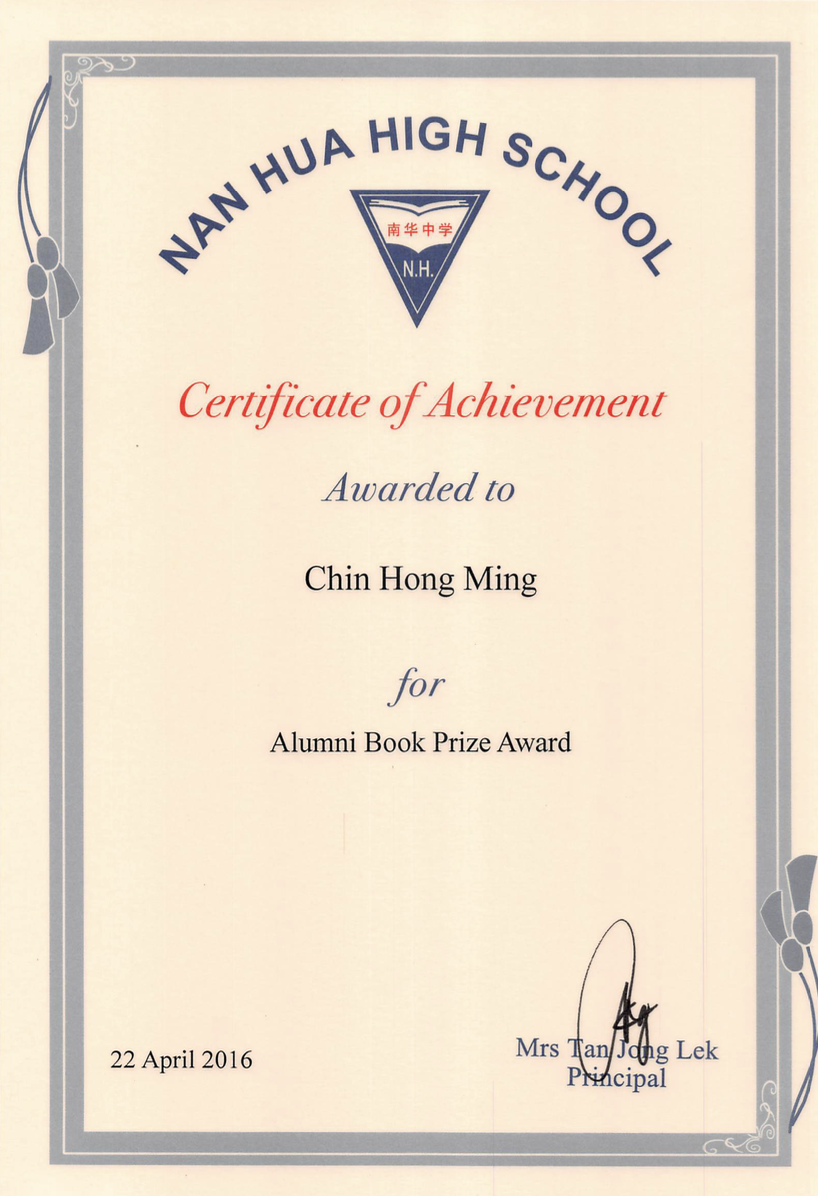 NAN HUA HIGH SCHOOL
南华中学
N.H.
Certificate of Achievement
Awarded to
Chin Hong Ming
for
Alumni Book Prize Award
22 April 2016
Mrs Tan Jong Lek
Principal